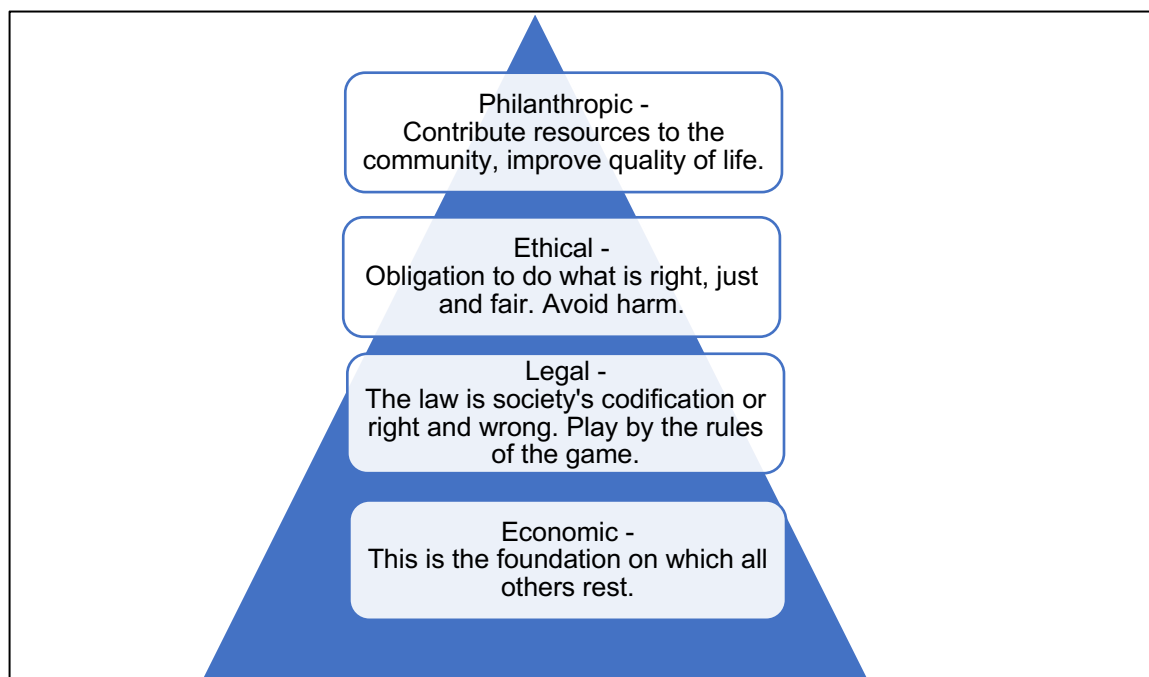 Philanthropic -
Contribute resources to the
community, improve quality of life.
Ethical -
Obligation to do what is right, just
and fair. Avoid harm.
Legal -
The law is society's codification or
right and wrong. Play by the rules
of the game.
Economic -
This is the foundation on which all
others rest.